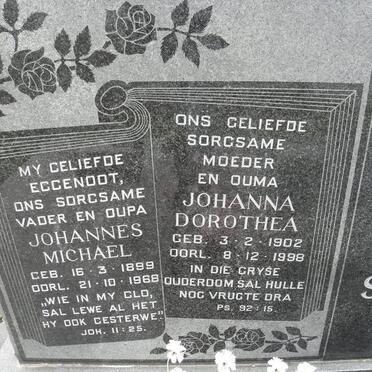 MY GELIEFDE
EGGENOOT,
ONS SORGSAME
VADER EN OUPA
JOHANNES
MICHAEL
GEB. 16·3·1899
OORL. 21·10·1968
„WIE IN MY GLO,
SAL LEWE AL HET
HY OOK GESTERWE."
JOH. 11:25.
ONS GELIEFDE
SORGSAME
MOEDER
EN OUMA
JOHANNA
DOROTHEA
GEB. 3·2·1902
OORL. 8·12·1998
IN DIE GRYSE
OUDERDOM SAL HULLE
NOG VRUGTE DRA
PS. 92:15.